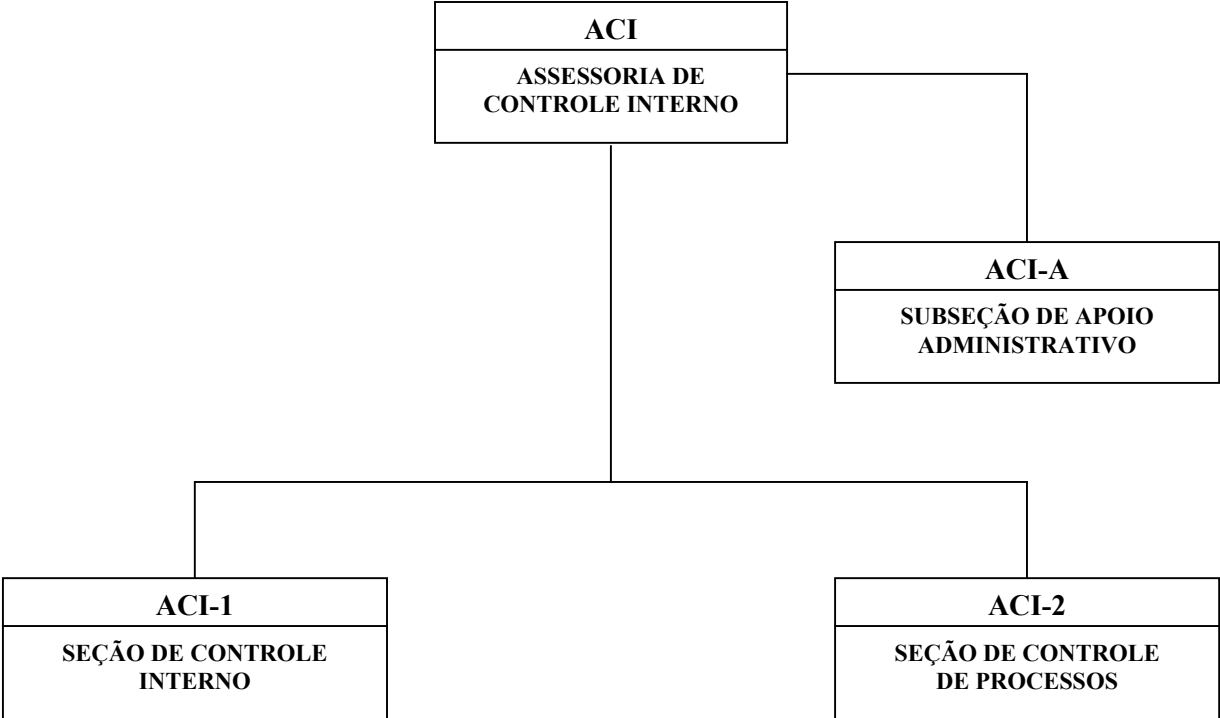 ACI
ASSESSORIA DE
CONTROLE INTERNO
ACI-A
SUBSEÇÃO DE APOIO
ADMINISTRATIVO
ACI-1
SEÇÃO DE CONTROLE
INTERNO
ACI-2
SEÇÃO DE CONTROLE
DE PROCESSOS